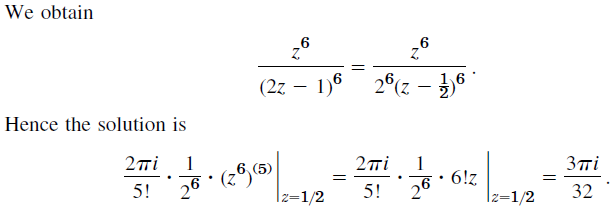 We obtain
z^6 / (2z − 1)^6 = z^6 / 2^6(z − 1/2)^6 .
Hence the solution is
2πi/5! · 1/2^6 · (z^6)^(5) |_{z=1/2} = 2πi/5! · 1/2^6 · 6!z |_{z=1/2} = 3πi/32 .